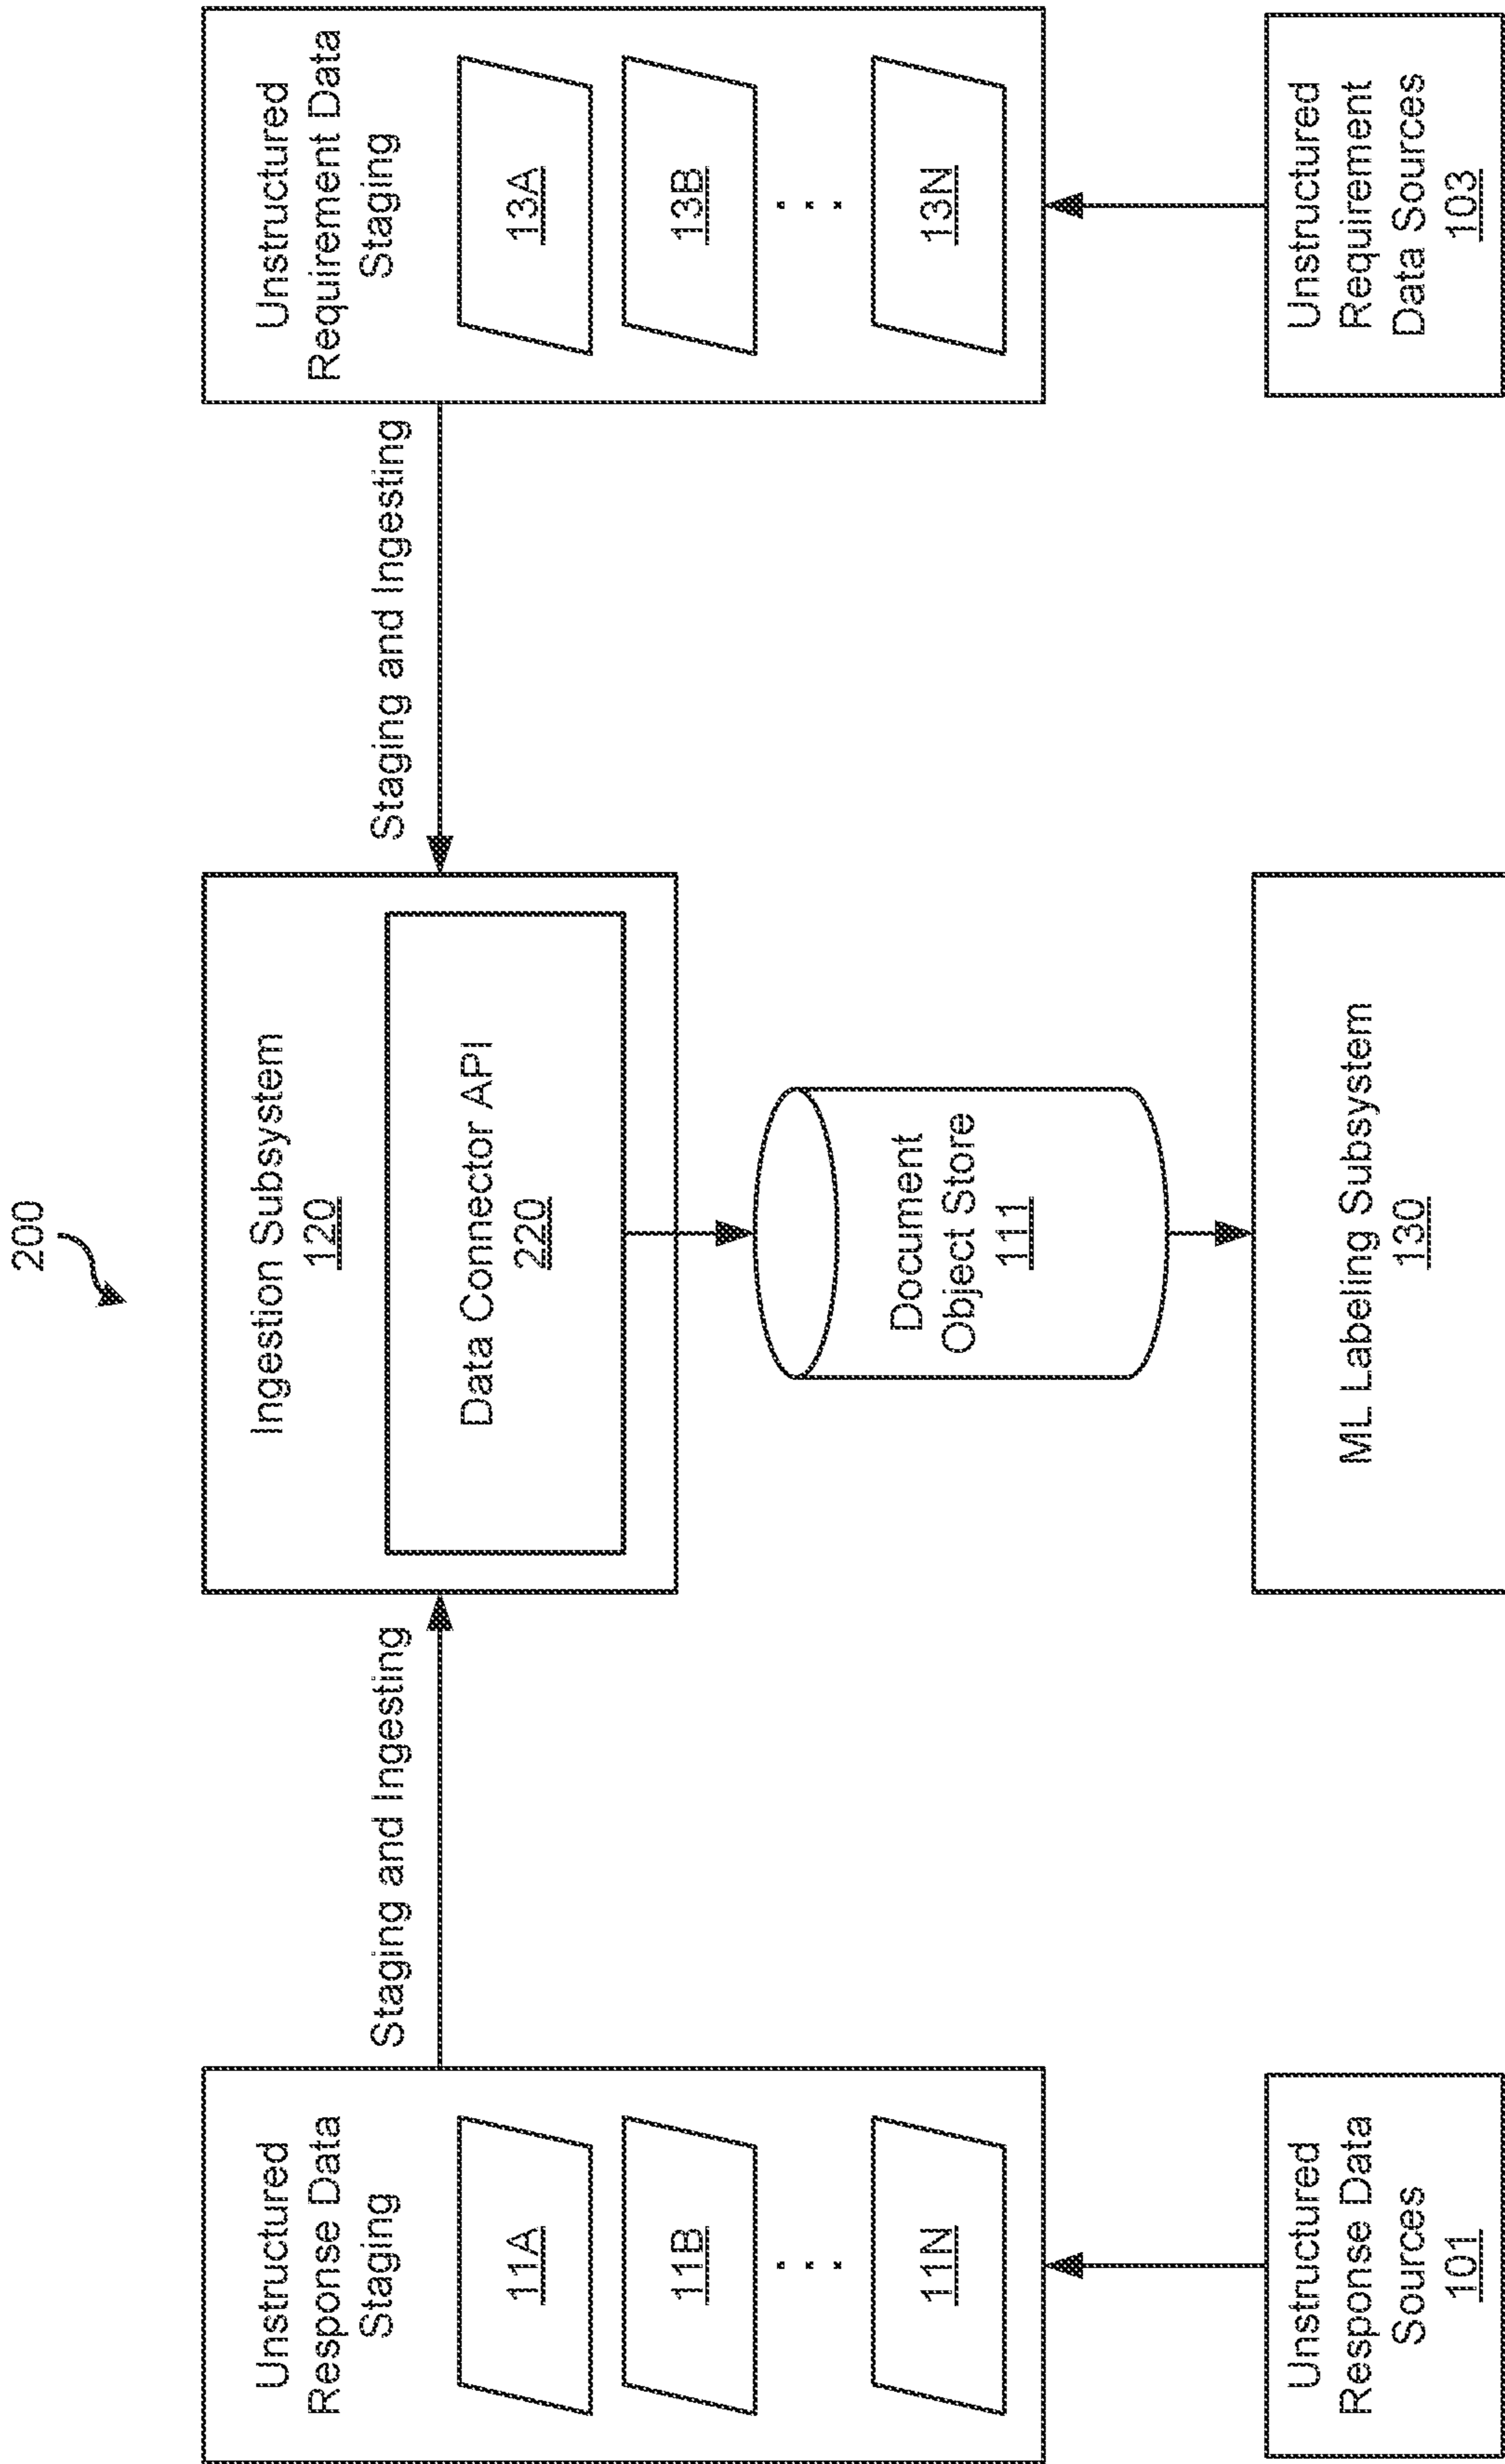 200
Unstructured
Response Data
Staging
11A
11B
. . .
11N
Unstructured
Response Data
Sources
101
Staging and Ingesting
Ingestion Subsystem
120
Data Connector API
220
Document
Object Store
111
ML Labeling Subsystem
130
Staging and Ingesting
Unstructured
Requirement Data
Staging
13A
13B
. . .
13N
Unstructured
Requirement
Data Sources
103